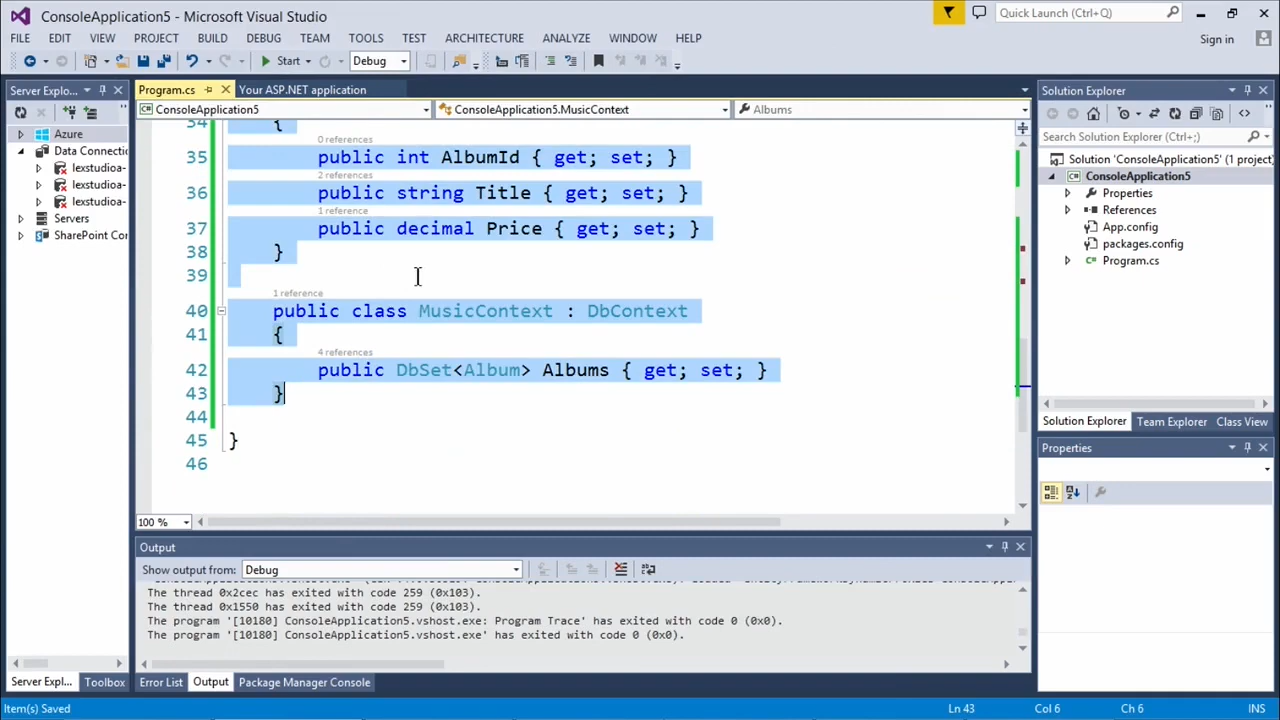 ConsoleApplication5 - Microsoft Visual Studio
Quick Launch (Ctrl+Q)
FILE EDIT VIEW PROJECT BUILD DEBUG TEAM TOOLS TEST ARCHITECTURE ANALYZE WINDOW HELP
Sign in
Start Debug
Server Explo...
Program.cs Your ASP.NET application
Solution Explorer
ConsoleApplication5 ConsoleApplication5.MusicContext Albums
Azure
Data Connectio
lexstudioa-
lexstudioa-
lexstudioa-
Servers
SharePoint Con
34 {
0 references
35 public int AlbumId { get; set; }
2 references
36 public string Title { get; set; }
1 reference
37 public decimal Price { get; set; }
38 }
39
1 reference
40 public class MusicContext : DbContext
41 {
4 references
42 public DbSet<Album> Albums { get; set; }
43 }
44
45 }
46
100 %
Search Solution Explorer (Ctrl+;)
Solution 'ConsoleApplication5' (1 project)
ConsoleApplication5
Properties
References
App.config
packages.config
Program.cs
Solution Explorer Team Explorer Class View
Properties
Output
Show output from: Debug
The thread 0x2cec has exited with code 259 (0x103).
The thread 0x1550 has exited with code 259 (0x103).
The program '[10180] ConsoleApplication5.vshost.exe: Program Trace' has exited with code 0 (0x0).
The program '[10180] ConsoleApplication5.vshost.exe' has exited with code 0 (0x0).
Server Expl... Toolbox Error List Output Package Manager Console
Item(s) Saved Ln 43 Col 6 Ch 6 INS